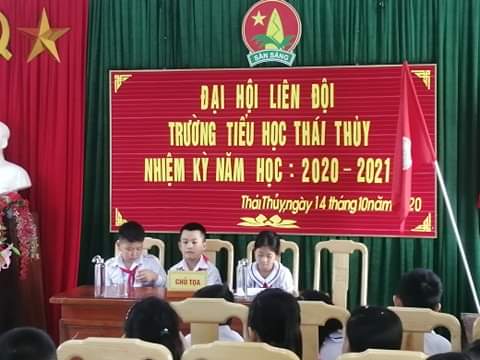 SẴN SÀNG
ĐẠI HỘI LIÊN ĐỘI
TRƯỜNG TIỂU HỌC THÁI THỦY
NHIỆM KỲ NĂM HỌC : 2020 - 2021
Thái Thủy, ngày 14 tháng 10 20
CHỦ TỌA